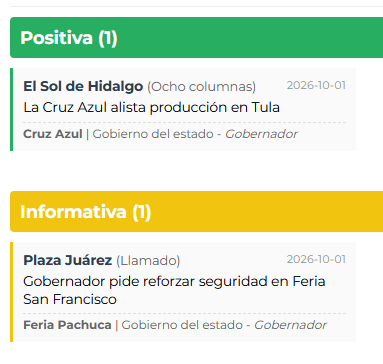 Positiva (1)
El Sol de Hidalgo (Ocho columnas) 2026-10-01
La Cruz Azul alista producción en Tula
Cruz Azul | Gobierno del estado - Gobernador
Informativa (1)
Plaza Juárez (Llamado) 2026-10-01
Gobernador pide reforzar seguridad en Feria
San Francisco
Feria Pachuca | Gobierno del estado - Gobernador